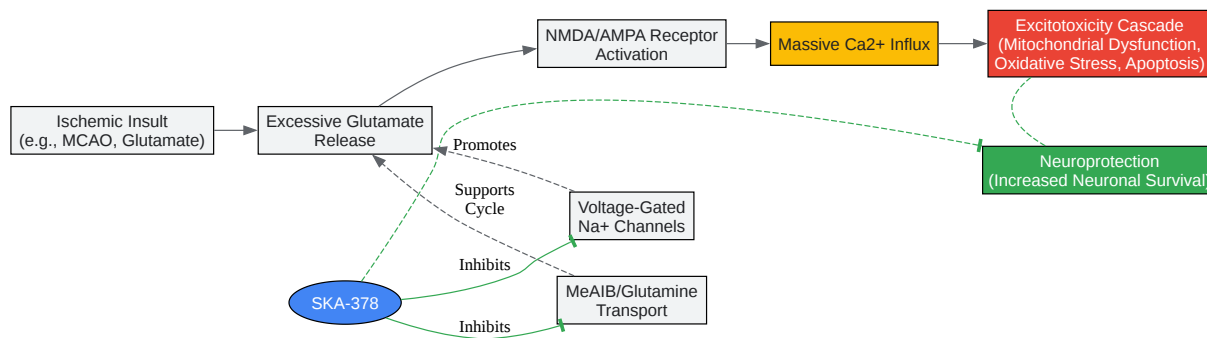 Ischemic Insult
(e.g., MCAO, Glutamate)
Excessive Glutamate
Release
NMDA/AMPA Receptor
Activation
Massive Ca2+ Influx
Excitotoxicity Cascade
(Mitochondrial Dysfunction,
Oxidative Stress, Apoptosis)
Neuroprotection
(Increased Neuronal Survival)
Promotes
Supports
Cycle
Voltage-Gated
Na+ Channels
Inhibits
MeAIB/Glutamine
Transport
SKA-378
Inhibits